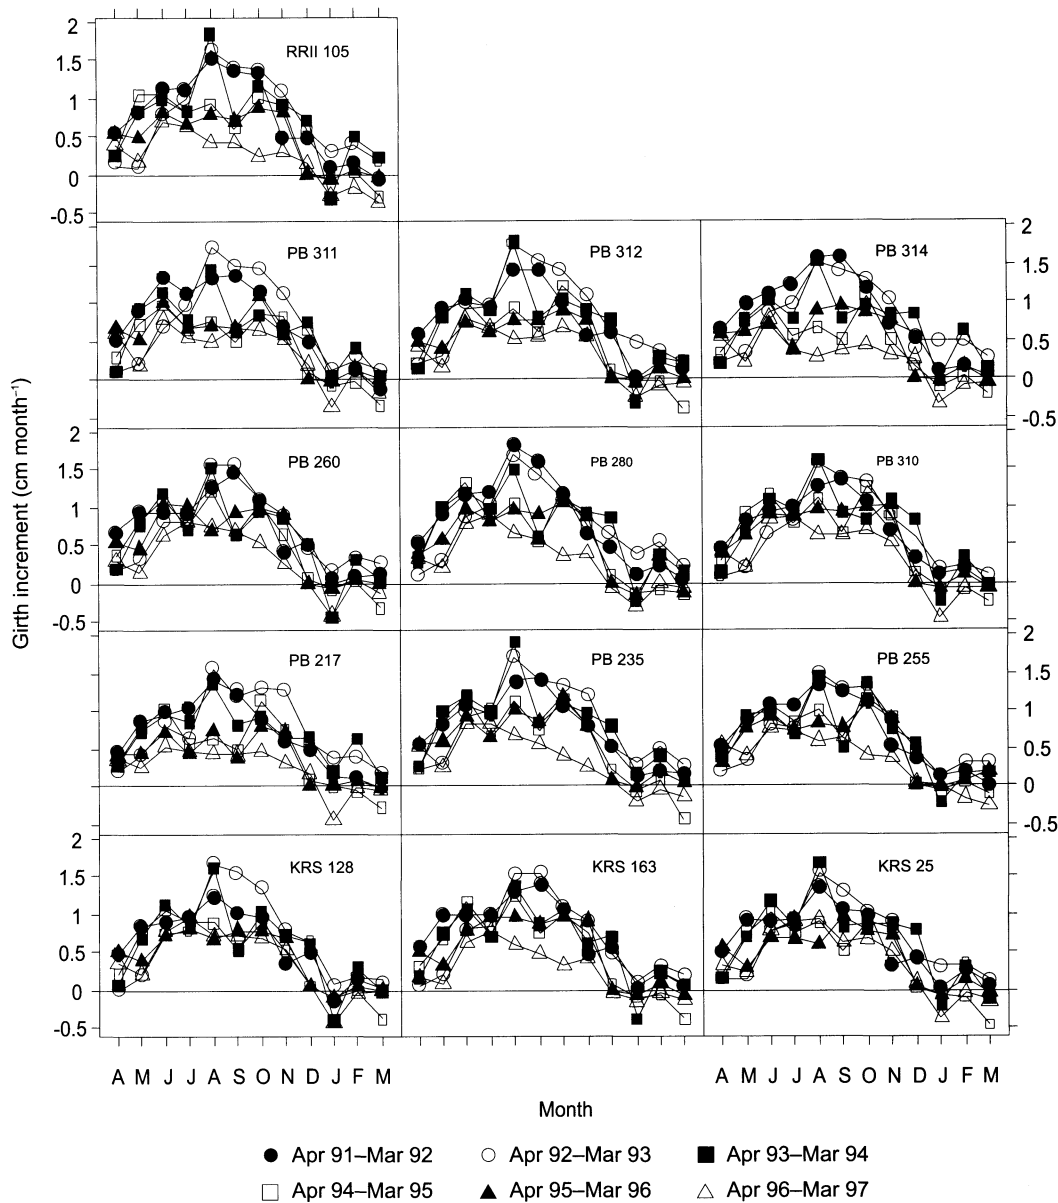 2
1.5
1
0.5
0
-0.5
RRII 105
PB 311
PB 312
PB 314
2
1.5
1
0.5
0
-0.5
2
1.5
1
0.5
0
-0.5
PB 260
PB 280
PB 310
PB 217
PB 235
PB 255
2
1.5
1
0.5
0
-0.5
2
1.5
1
0.5
0
-0.5
KRS 128
KRS 163
KRS 25
Girth increment (cm month⁻¹)
A M J J A S O N D J F M A M J J A S O N D J F M A M J J A S O N D J F M
Month
Apr 91–Mar 92 Apr 92–Mar 93 Apr 93–Mar 94
Apr 94–Mar 95 Apr 95–Mar 96 Apr 96–Mar 97